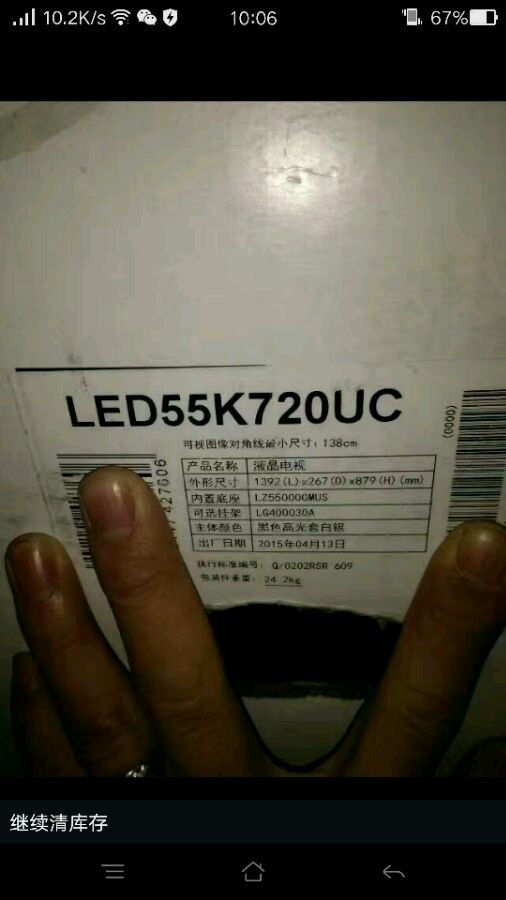 10.2K/s 10:06 67%
LED55K720UC
可视图像对角线最小尺寸：138cm
产品名称 液晶电视
外形尺寸 1392(L)x267(D)x879(H)(mm)
内置底座 LZ550000MUS
可选挂架 LG400030A
主体颜色 黑色高光套白银
出厂日期 2015年04月13日
执行标准编号：Q/0202RSR 609
包装件重量：24.2kg
427606
(0000)
继续清库存